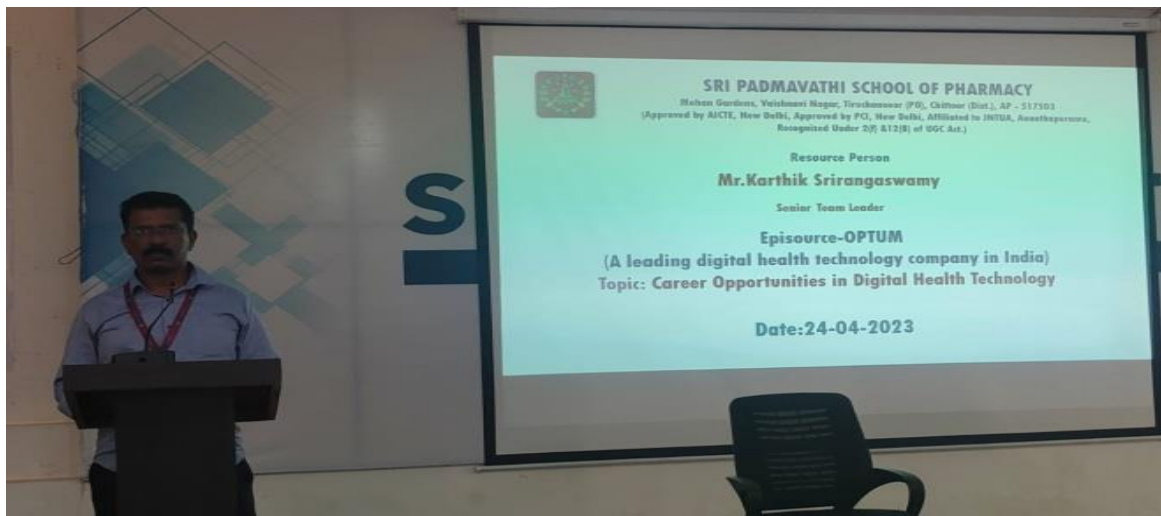 S
SRI PADMAVATHI SCHOOL OF PHARMACY
Mohan Gardens, Vaishnavi Nagar, Tiruchanoor (PO), Chittoor (Dist.), AP - 517503
(Approved by AICTE, New Delhi, Approved by PCI, New Delhi, Affiliated to JNTUA, Ananthapuramu,
Recognised Under 2(f) &12(B) of UGC Act.)
Resource Person
Mr.Karthik Srirangaswamy
Senior Team Leader
Episource-OPTUM
(A leading digital health technology company in India)
Topic: Career Opportunities in Digital Health Technology
Date:24-04-2023